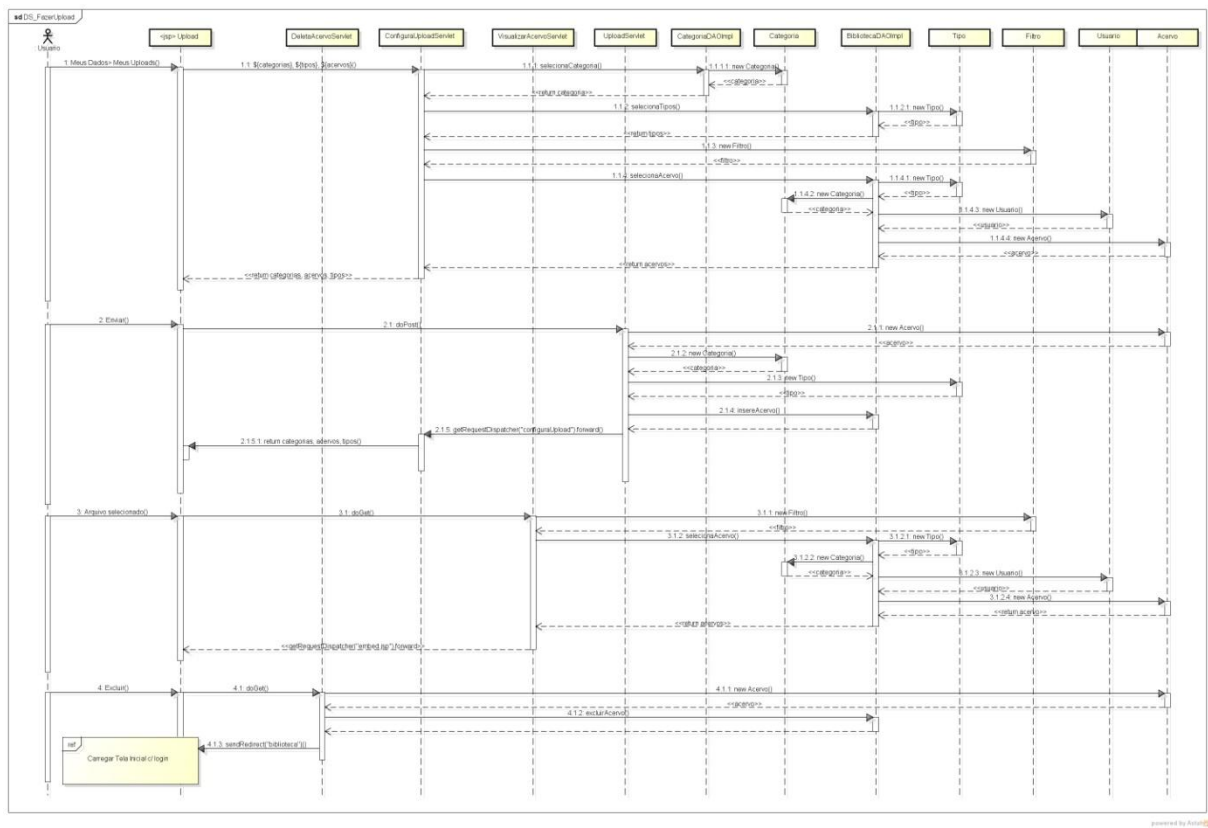 sd DS_FazerUpload
Usuario
<jsp> Upload
DeleteAcervoServlet
ConfiguraUploadServlet
VisualizarAcervoServlet
UploadServlet
CategoriaDAOImpl
Categoria
BibliotecaDAOImpl
Tipo
Filtro
Usuario
Acervo
1: Meus Dados> Meus Uploads()
1.1: ${categorias}, ${tipos}, ${acervos}()
1.1.1: selecionaCategoria()
1.1.1.1: new Categoria()
<<categoria>>
<<return categoria>>
1.1.2: selecionaTipos()
1.1.2.1: new Tipo()
<<tipo>>
<<return tipos>>
1.1.3: new Filtro()
<<filtro>>
1.1.4: selecionaAcervo()
1.1.4.1: new Tipo()
<<tipo>>
1.1.4.2: new Categoria()
<<categoria>>
1.1.4.3: new Usuario()
<<usuario>>
1.1.4.4: new Acervo()
<<acervo>>
<<return acervos>>
<<return categorias, acervos, tipos>>
2: Enviar()
2.1: doPost()
2.1.1: new Acervo()
<<acervo>>
2.1.2: new Categoria()
<<categoria>>
2.1.3: new Tipo()
<<tipo>>
2.1.4: insereAcervo()
2.1.5: getRequestDispatcher("configuraUpload").forward()
2.1.5.1: return categorias, acervos, tipos()
3: Arquivo selecionado()
3.1: doGet()
3.1.1: new Filtro()
<<filtro>>
3.1.2: selecionaAcervo()
3.1.2.1: new Tipo()
<<tipo>>
3.1.2.2: new Categoria()
<<categoria>>
3.1.2.3: new Usuario()
<<usuario>>
3.1.2.4: new Acervo()
<<return acervo>>
<<return acervos>>
<<getRequestDispatcher("embed.jsp").forward>>
4: Excluir()
4.1: doGet()
4.1.1: new Acervo()
<<acervo>>
4.1.2: excluirAcervo()
4.1.3: sendRedirect("biblioteca"))()
ref
Carregar Tela Inicial c/ login
powered by Astah